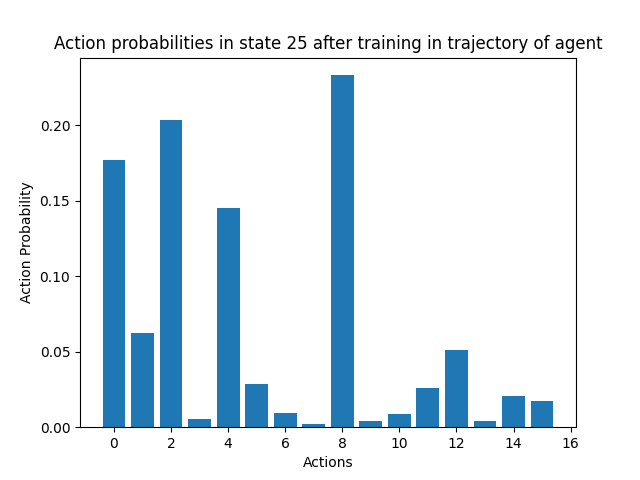 Action probabilities in state 25 after training in trajectory of agent
Action Probability
0.20
0.15
0.10
0.05
0.00
0 2 4 6 8 10 12 14 16
Actions